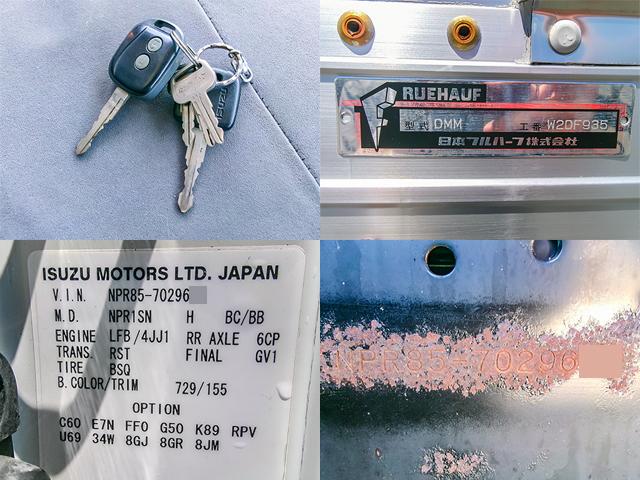 ISUZU
RUEHAUF
型式 DMM 工番 W2DF935
日本フルハーフ株式会社
ISUZU MOTORS LTD. JAPAN
V.I.N. NPR85-70296
M.D. NPR1SN H BC/BB
ENGINE LFB/4JJ1 RR AXLE 6CP
TRANS. RST FINAL GV1
TIRE BSQ
B.COLOR/TRIM 729/155
OPTION
C60 E7N FF0 G50 K89 RPV
U69 34W 8GJ 8GR 8JM
NPR85-70296